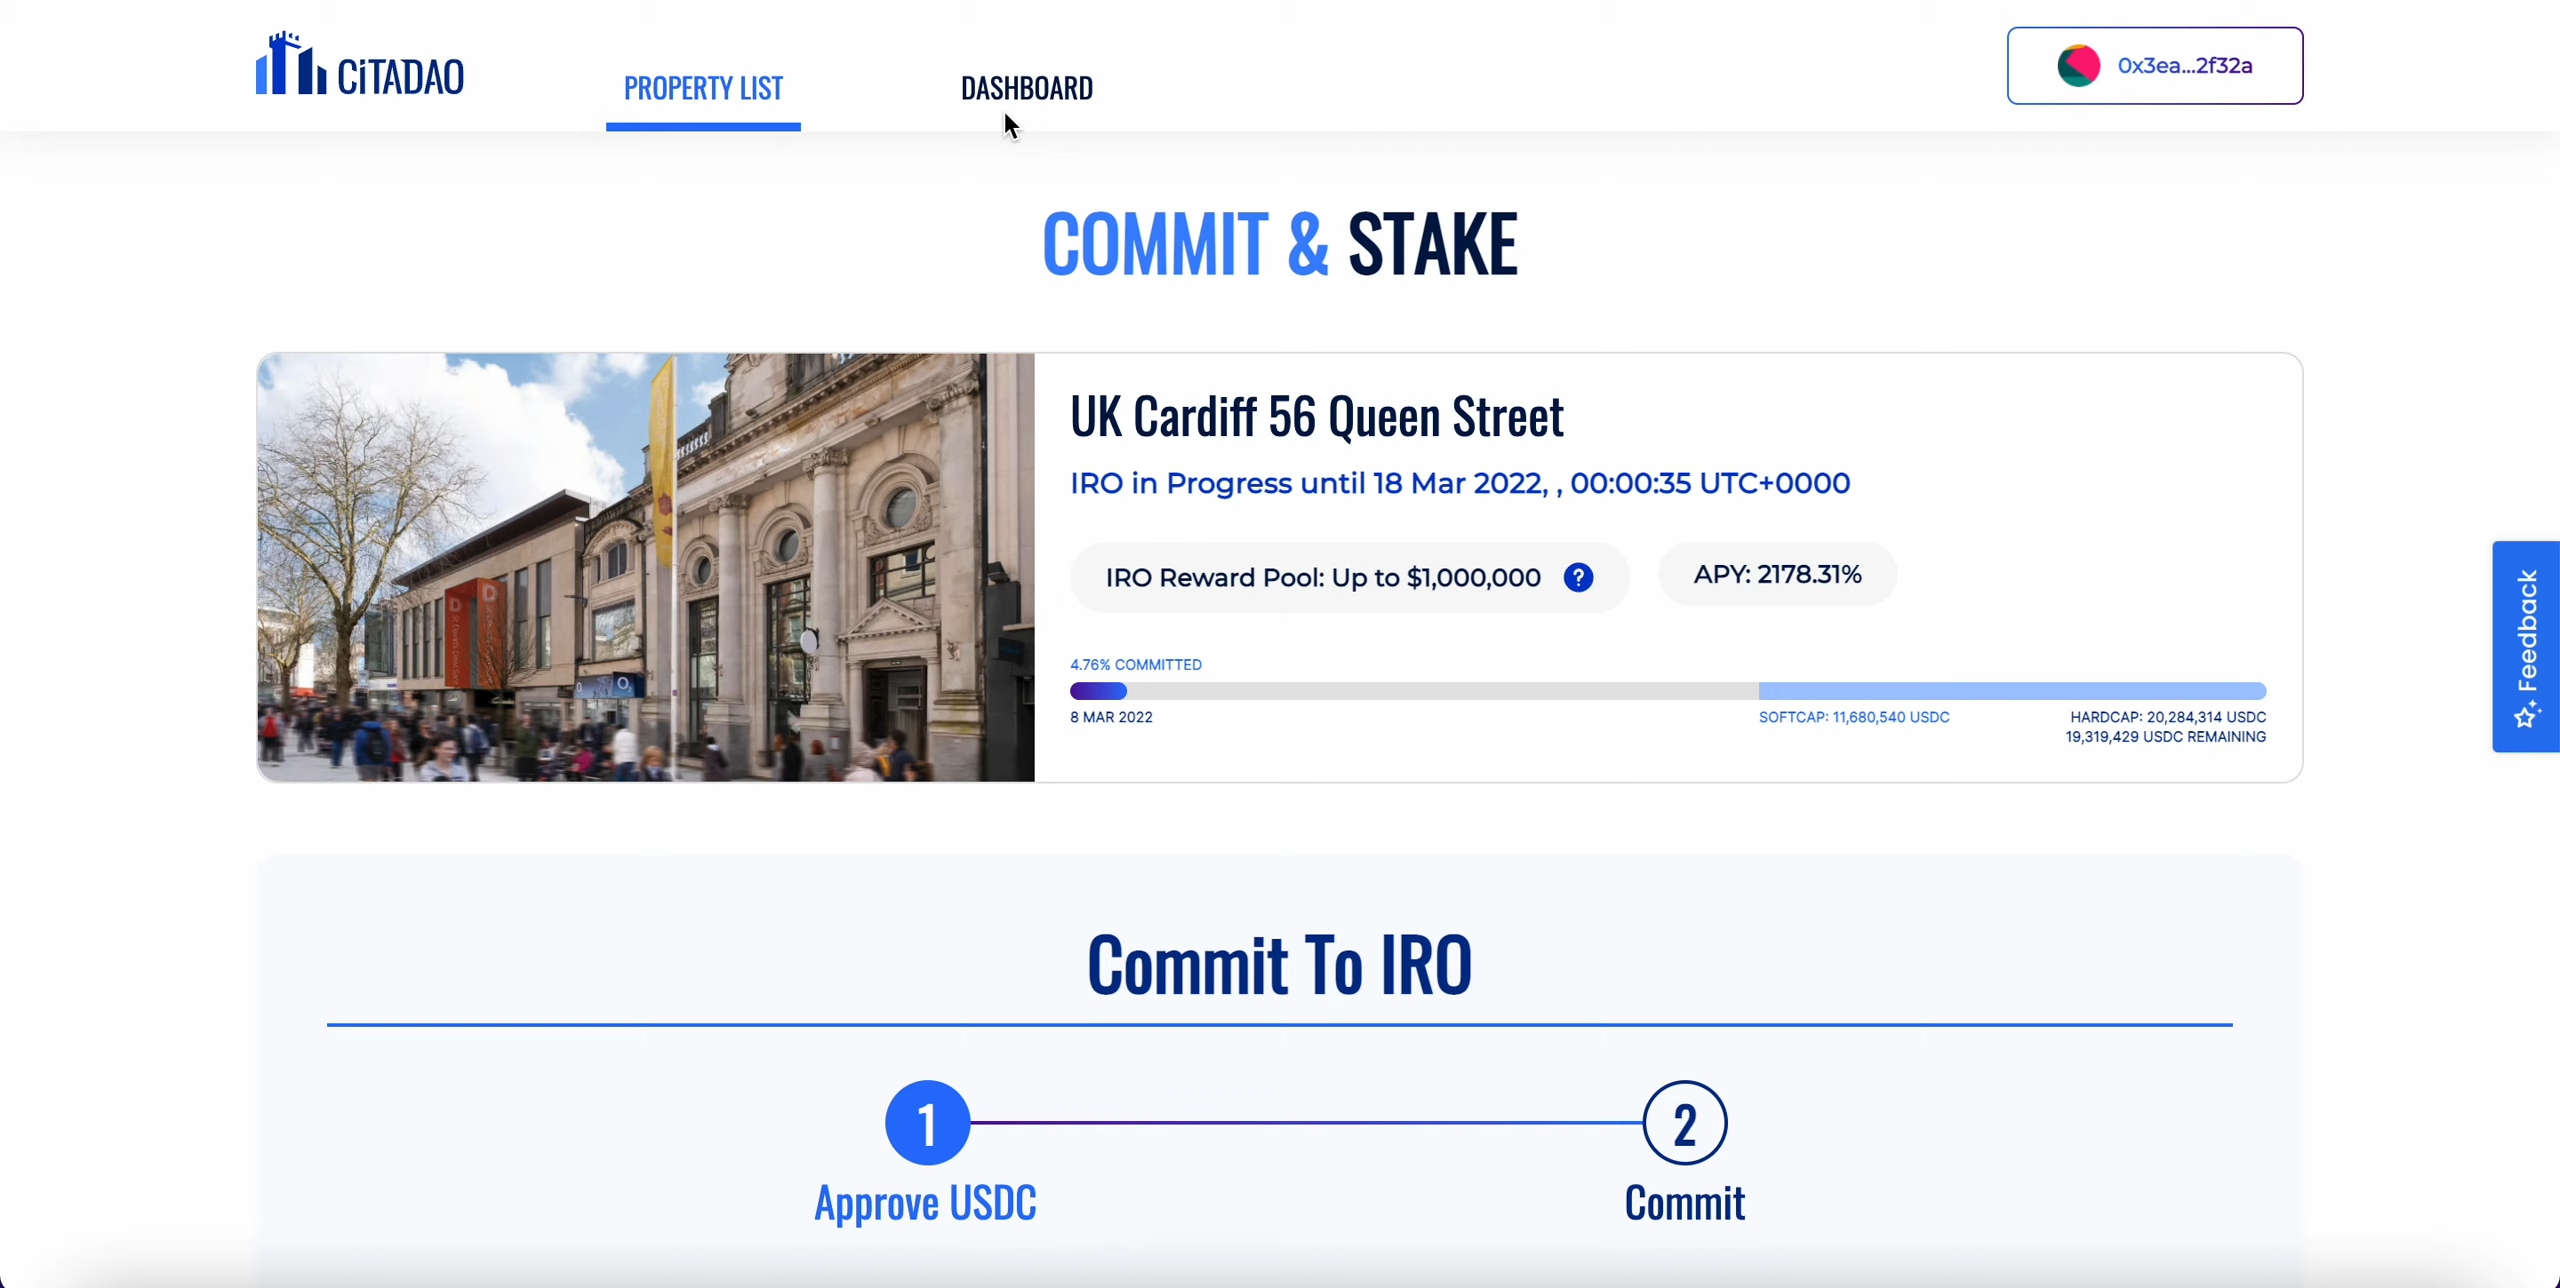 CiTADAO
PROPERTY LIST
DASHBOARD
0x3ea...2f32a
COMMIT & STAKE
UK Cardiff 56 Queen Street
IRO in Progress until 18 Mar 2022, , 00:00:35 UTC+0000
IRO Reward Pool: Up to $1,000,000 ?
APY: 2178.31%
4.76% COMMITTED
8 MAR 2022
SOFTCAP: 11,680,540 USDC
HARDCAP: 20,284,314 USDC
19,319,429 USDC REMAINING
Feedback
Commit To IRO
1
2
Approve USDC
Commit